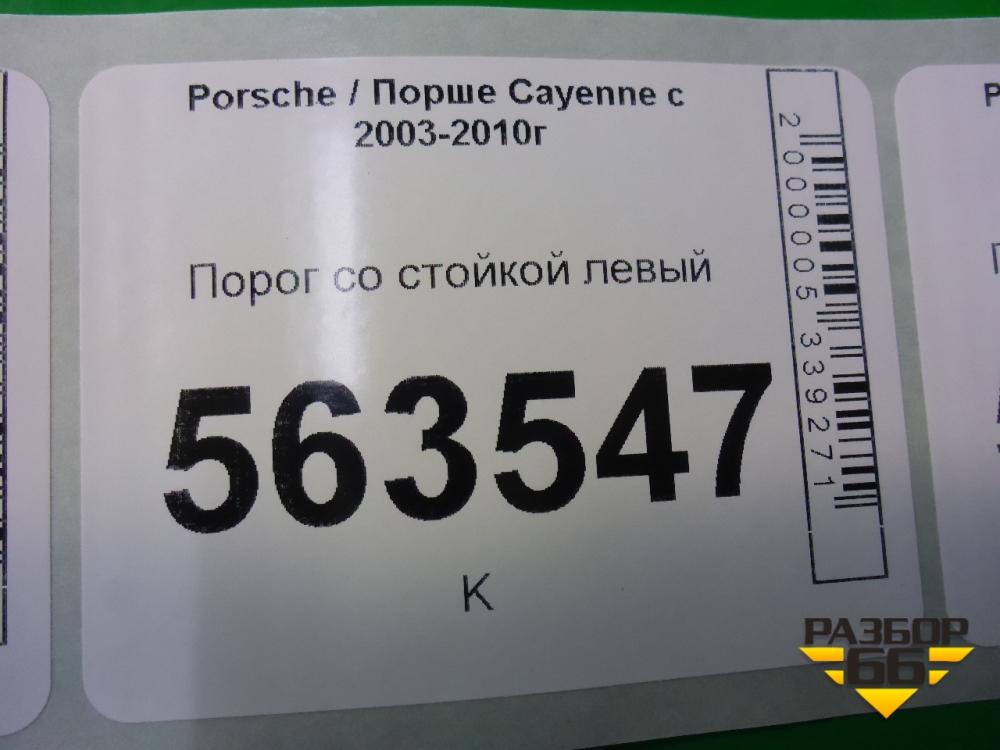 Porsche / Порше Cayenne с
2003-2010г
Порог со стойкой левый
563547
К
2000005339271
РАЗБОР
66